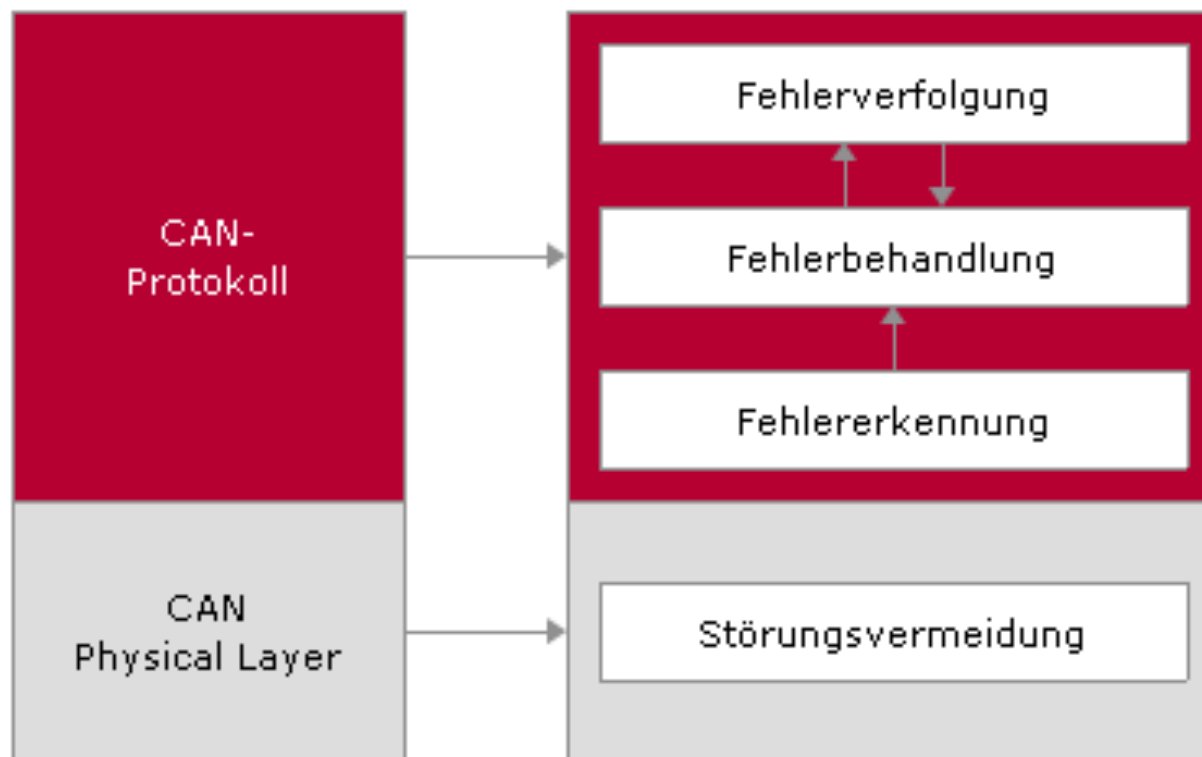 CAN-
Protokoll
CAN
Physical Layer
Fehlerverfolgung
Fehlerbehandlung
Fehlererkennung
Störungsvermeidung